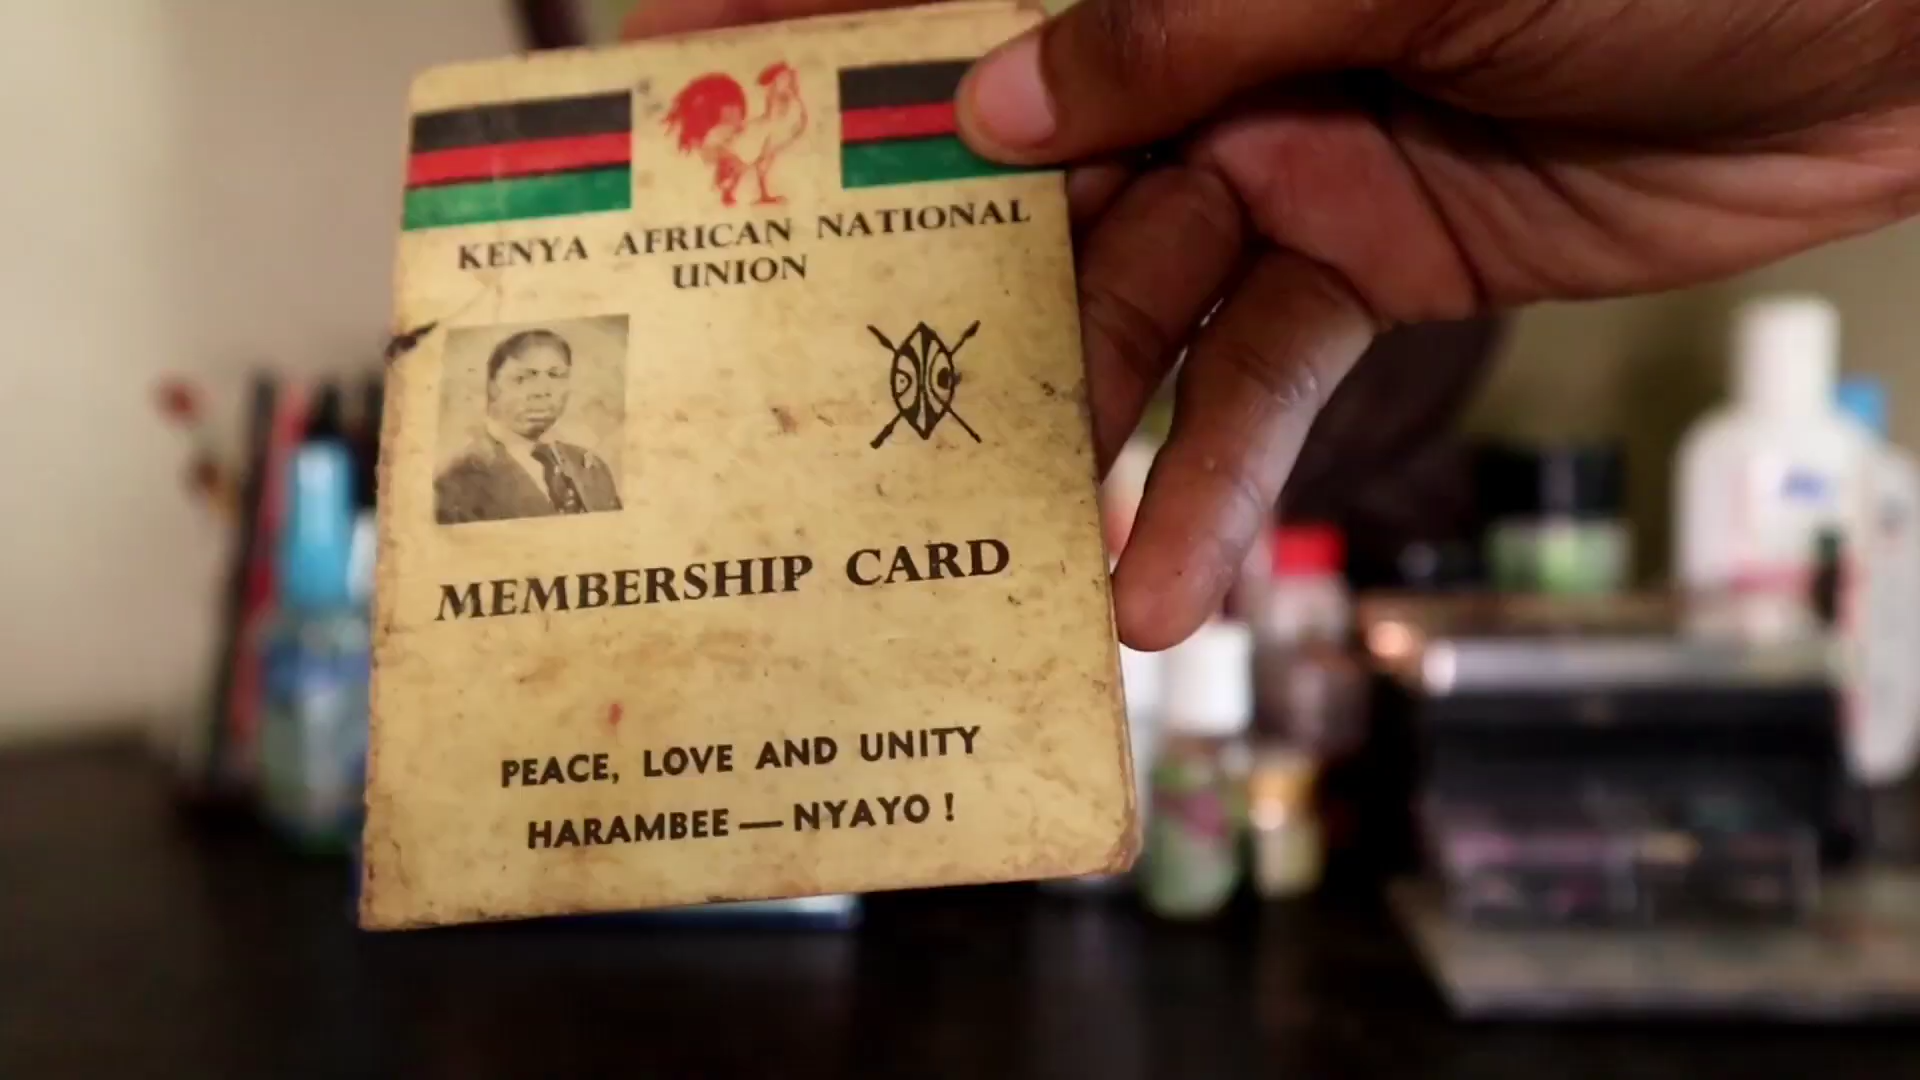 KENYA AFRICAN NATIONAL
UNION
MEMBERSHIP CARD
PEACE, LOVE AND UNITY
HARAMBEE — NYAYO !